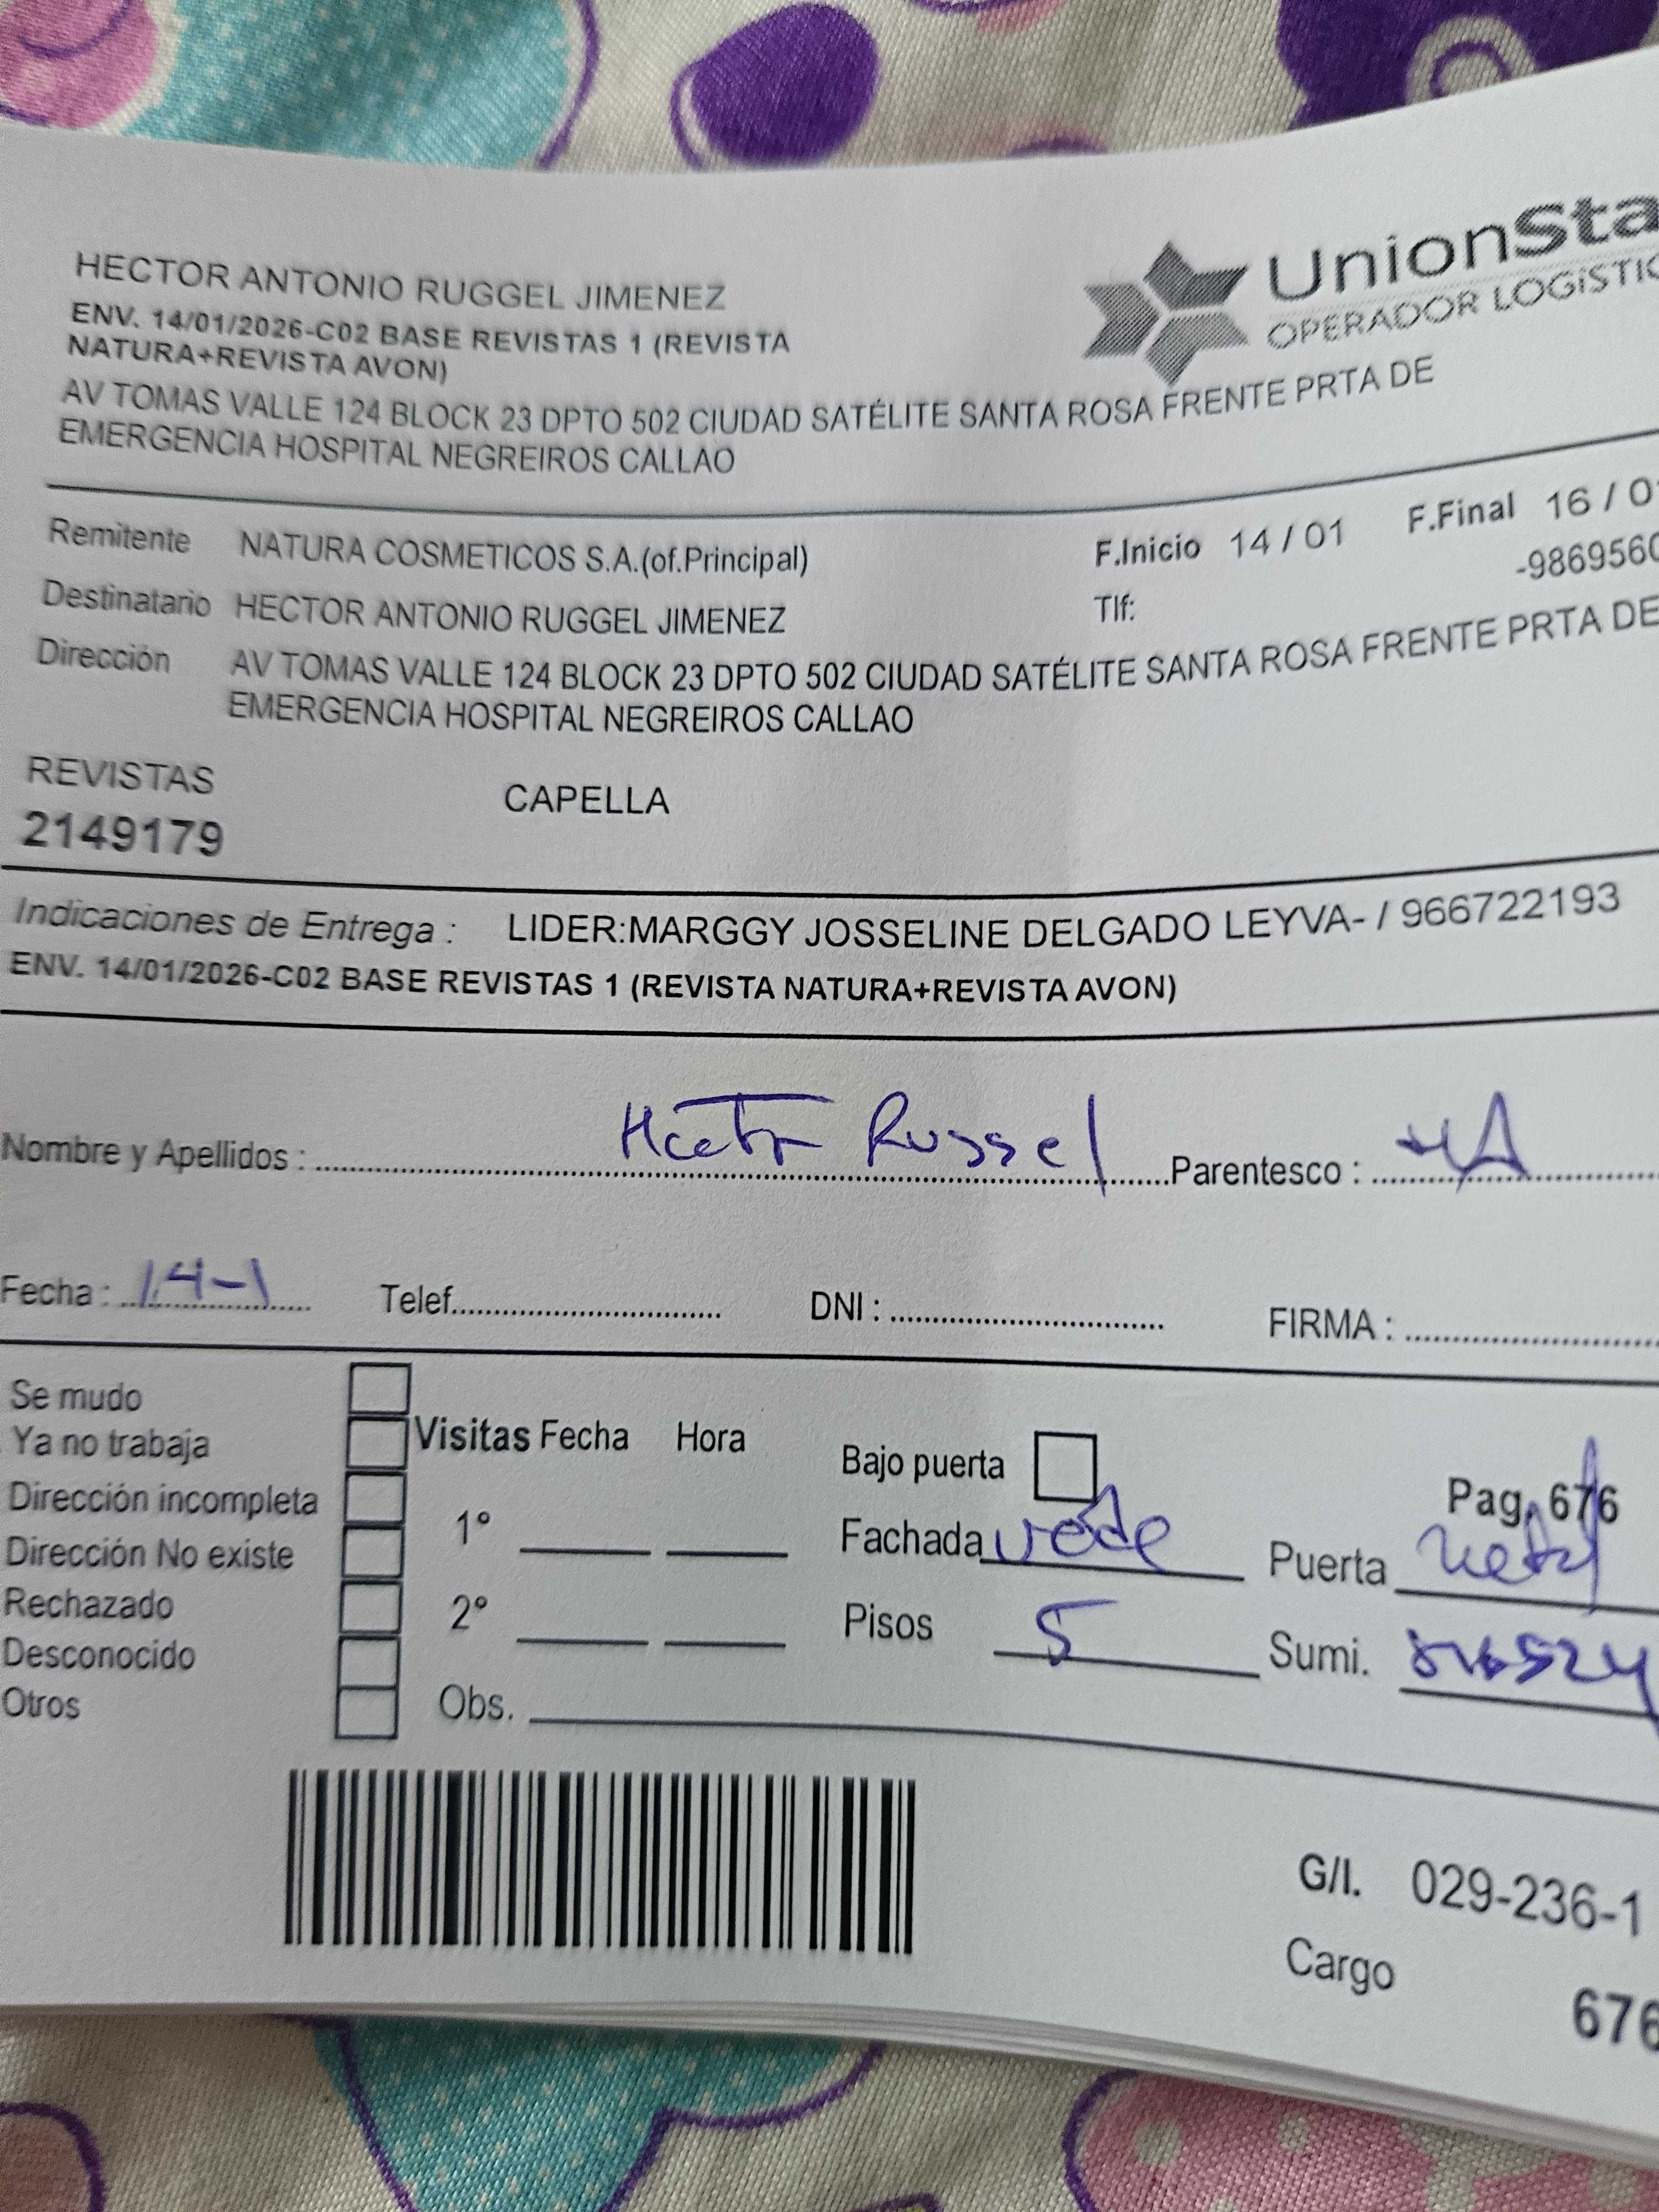 HECTOR ANTONIO RUGGEL JIMENEZ
ENV. 14/01/2026-C02 BASE REVISTAS 1 (REVISTA
NATURA+REVISTA AVON)
AV TOMAS VALLE 124 BLOCK 23 DPTO 502 CIUDAD SATÉLITE SANTA ROSA FRENTE PRTA DE
EMERGENCIA HOSPITAL NEGREIROS CALLAO
UnionSta
OPERADOR LOGÍSTIC
Remitente NATURA COSMETICOS S.A.(of.Principal) F.Inicio 14 / 01 F.Final 16 / 0
Destinatario HECTOR ANTONIO RUGGEL JIMENEZ Tlf: -9869560
Dirección AV TOMAS VALLE 124 BLOCK 23 DPTO 502 CIUDAD SATÉLITE SANTA ROSA FRENTE PRTA DE
EMERGENCIA HOSPITAL NEGREIROS CALLAO
REVISTAS CAPELLA
2149179
Indicaciones de Entrega : LIDER:MARGGY JOSSELINE DELGADO LEYVA- / 966722193
ENV. 14/01/2026-C02 BASE REVISTAS 1 (REVISTA NATURA+REVISTA AVON)
Nombre y Apellidos : Hector Russel Parentesco :
Fecha : 14-1 Telef. DNI : FIRMA :
Se mudo
Ya no trabaja Visitas Fecha Hora Bajo puerta Pag. 676
Dirección incompleta 1° Fachada Puerta
Dirección No existe
Rechazado 2° Pisos 5 Sumi.
Desconocido
Otros Obs.
G/I. 029-236-1
Cargo
676